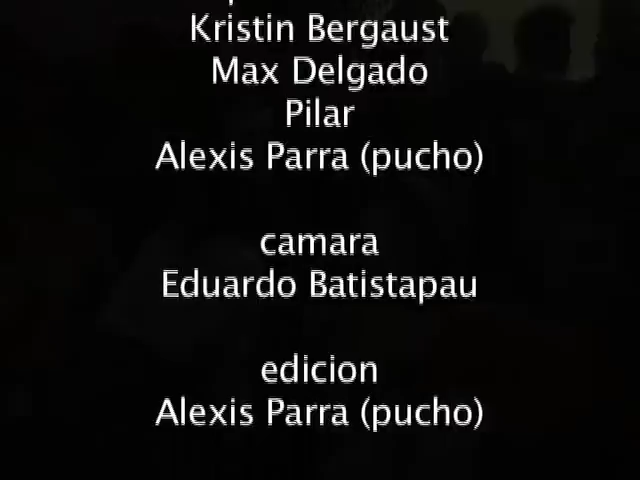 Kristin Bergaust
Max Delgado
Pilar
Alexis Parra (pucho)
camara
Eduardo Batistapau
edicion
Alexis Parra (pucho)